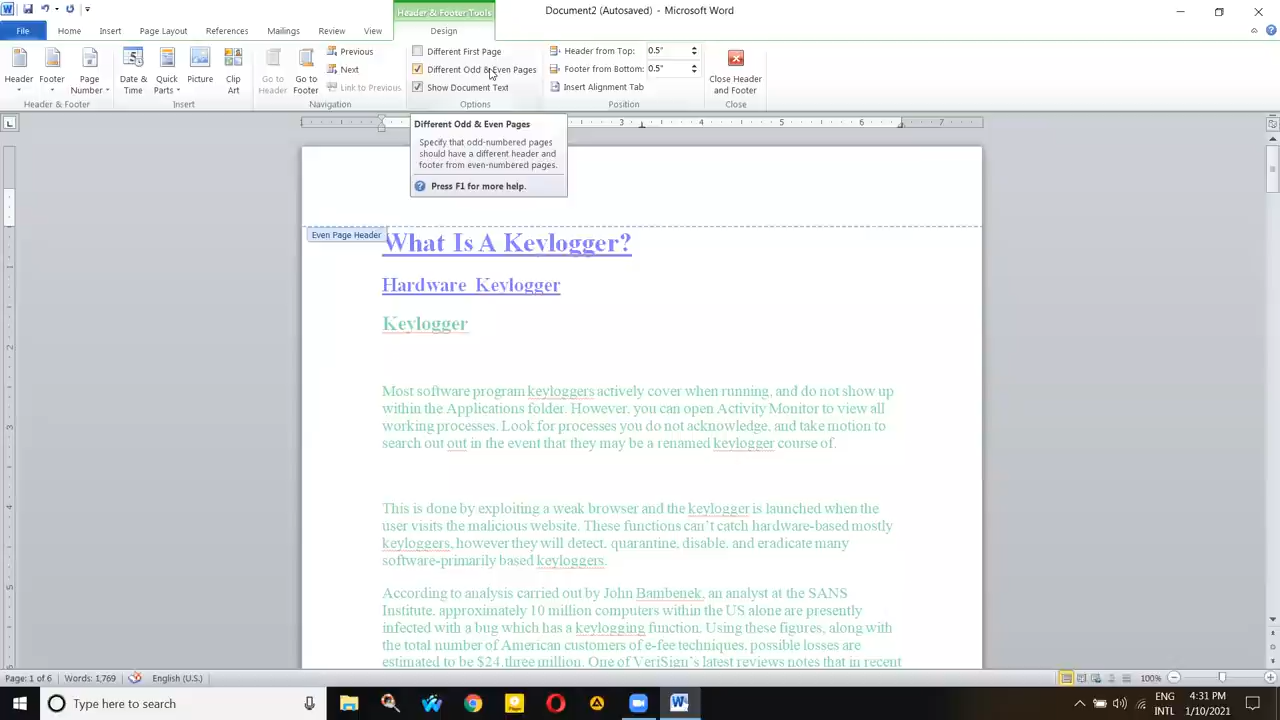 Document2 (Autosaved) - Microsoft Word
Header & Footer Tools
File Home Insert Page Layout References Mailings Review View Design
Header
Footer
Page Number
Header & Footer
Date & Time
Quick Parts
Picture
Clip Art
Insert
Go to Header
Go to Footer
Previous
Next
Link to Previous
Navigation
Different First Page
Different Odd & Even Pages
Show Document Text
Options
Header from Top: 0.5"
Footer from Bottom: 0.5"
Insert Alignment Tab
Position
Close Header and Footer
Close
Different Odd & Even Pages
Specify that odd-numbered pages
should have a different header and
footer from even-numbered pages.
Press F1 for more help.
1 3 4 5 6 7
Even Page Header
What Is A Keylogger?
Hardware Keylogger
Keylogger
Most software program keyloggers actively cover when running, and do not show up
within the Applications folder. However, you can open Activity Monitor to view all
working processes. Look for processes you do not acknowledge, and take motion to
search out out in the event that they may be a renamed keylogger course of.
This is done by exploiting a weak browser and the keylogger is launched when the
user visits the malicious website. These functions can't catch hardware-based mostly
keyloggers, however they will detect, quarantine, disable, and eradicate many
software-primarily based keyloggers.
According to analysis carried out by John Bambenek, an analyst at the SANS
Institute, approximately 10 million computers within the US alone are presently
infected with a bug which has a keylogging function. Using these figures, along with
the total number of American customers of e-fee techniques, possible losses are
estimated to be $24.three million. One of VeriSign's latest reviews notes that in recent
Page: 1 of 6 Words: 1,769 English (U.S.) 100%
Type here to search
ENG
INTL
4:31 PM
1/10/2021